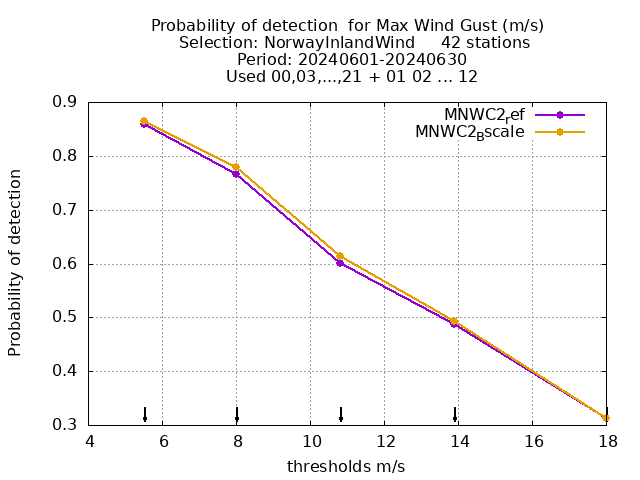 Probability of detection  for Max Wind Gust (m/s)
Selection: NorwayInlandWind     42 stations
Period: 20240601-20240630
Used 00,03,...,21 + 01 02 ... 12
MNWC2ref
MNWC2Bscale
Probability of detection
0.9
0.8
0.7
0.6
0.5
0.4
0.3
4 6 8 10 12 14 16 18
thresholds m/s